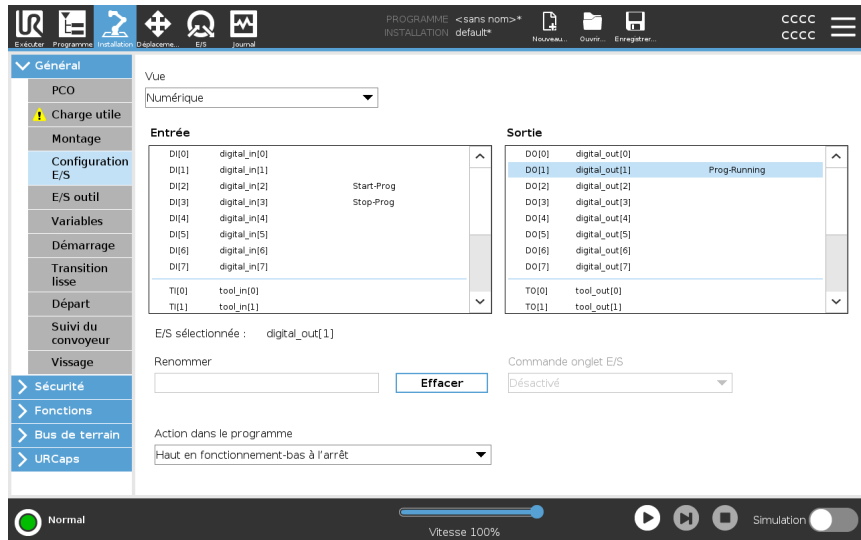 UR
PROGRAMME <sans nom>*
INSTALLATION default*
Exécuter Programme Installation Déplaceme... E/S Journal
Nouveau... Ouvrir... Enregistrer...
CCCC
CCCC
Général
PCO
Charge utile
Montage
Configuration
E/S
E/S outil
Variables
Démarrage
Transition
lisse
Départ
Suivi du
convoyeur
Vissage
Sécurité
Fonctions
Bus de terrain
URCaps
Vue
Numérique
Entrée
DI[0] digital_in[0]
DI[1] digital_in[1]
DI[2] digital_in[2] Start-Prog
DI[3] digital_in[3] Stop-Prog
DI[4] digital_in[4]
DI[5] digital_in[5]
DI[6] digital_in[6]
DI[7] digital_in[7]
TI[0] tool_in[0]
TI[1] tool_in[1]
Sortie
DO[0] digital_out[0]
DO[1] digital_out[1] Prog-Running
DO[2] digital_out[2]
DO[3] digital_out[3]
DO[4] digital_out[4]
DO[5] digital_out[5]
DO[6] digital_out[6]
DO[7] digital_out[7]
TO[0] tool_out[0]
TO[1] tool_out[1]
E/S sélectionnée : digital_out[1]
Renommer
Effacer
Commande onglet E/S
Désactivé
Action dans le programme
Haut en fonctionnement-bas à l'arrêt
Normal
Vitesse 100%
Simulation